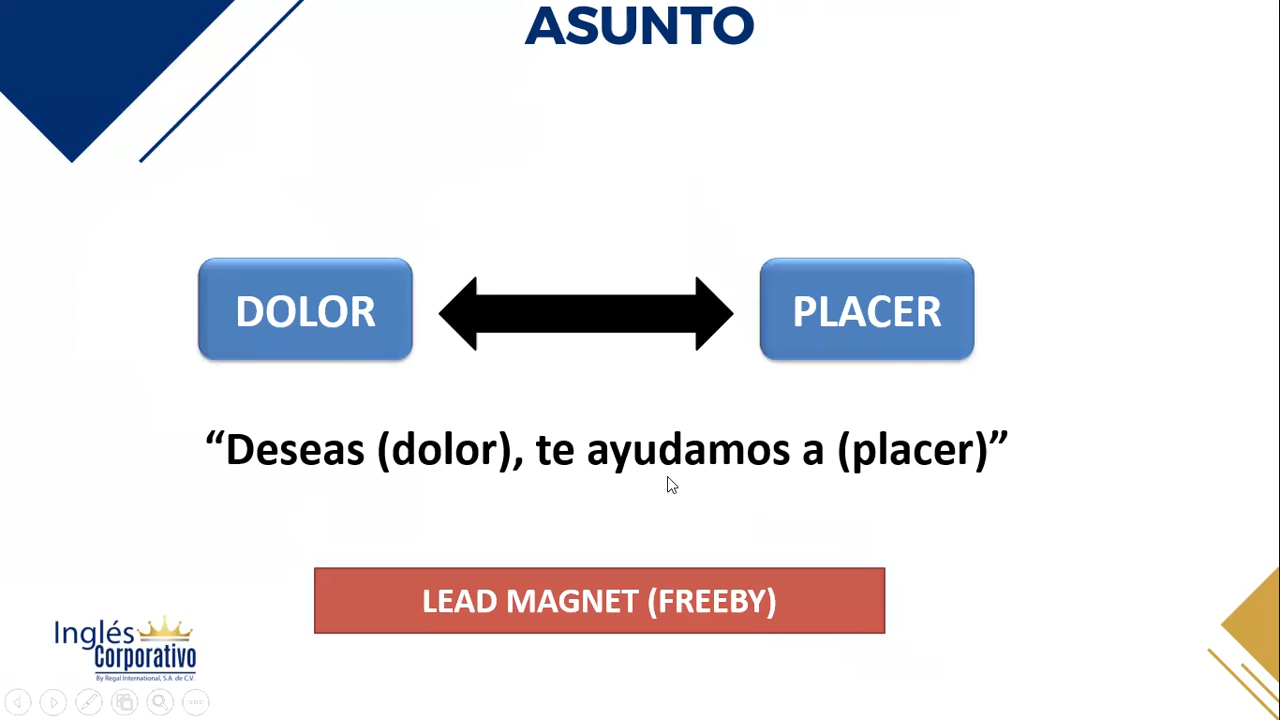 ASUNTO
DOLOR
PLACER
“Deseas (dolor), te ayudamos a (placer)”
LEAD MAGNET (FREEBY)
Inglés
Corporativo
By Regal International, S.A. de C.V.